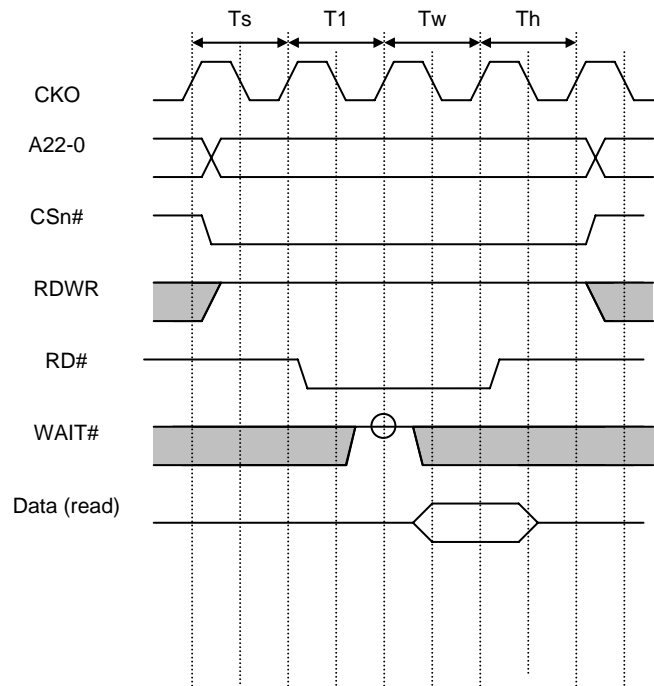 Ts T1 Tw Th
CKO
A22-0
CSn#
RDWR
RD#
WAIT#
Data (read)